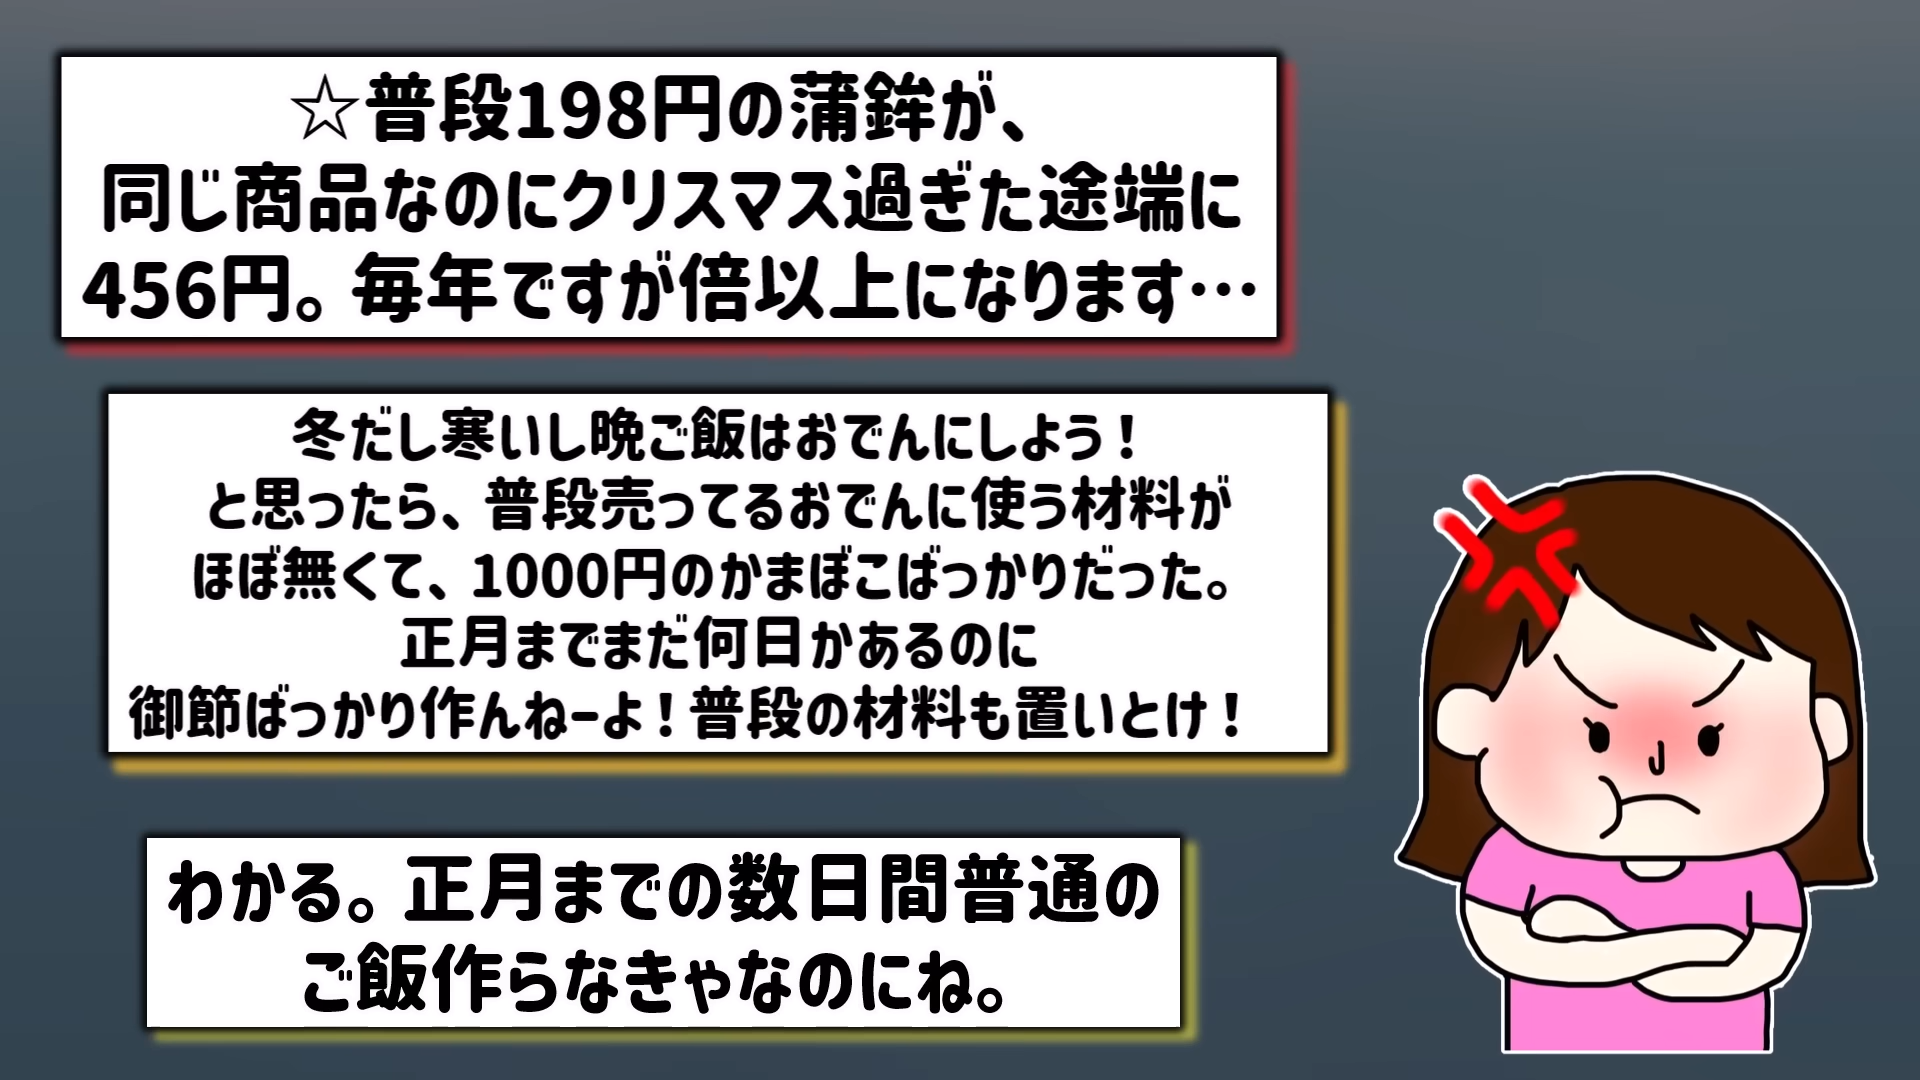 ☆普段198円の蒲鉾が、
同じ商品なのにクリスマス過ぎた途端に
456円。毎年ですが倍以上になります…
冬だし寒いし晩ご飯はおでんにしよう！
と思ったら、普段売ってるおでんに使う材料が
ほぼ無くて、1000円のかまぼこばっかりだった。
正月までまだ何日かあるのに
御節ばっかり作んねーよ！普段の材料も置いとけ！
わかる。正月までの数日間普通の
ご飯作らなきゃなのにね。